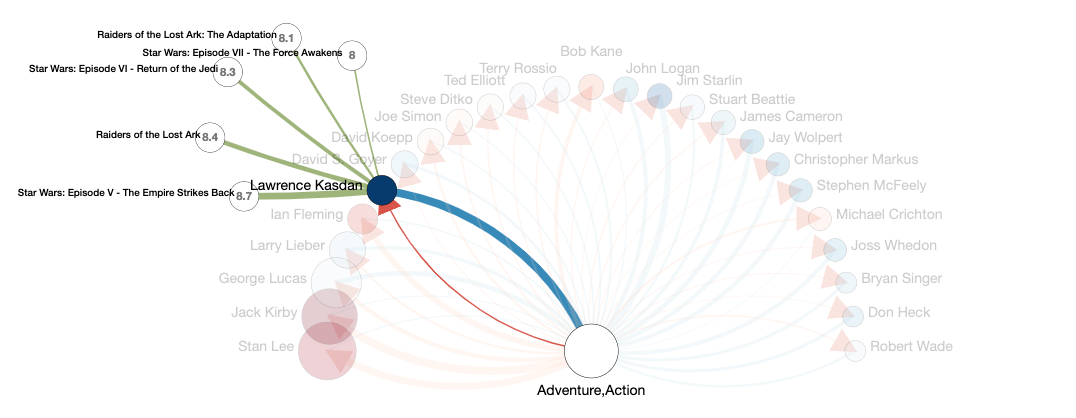 Raiders of the Lost Ark: The Adaptation 8.1
Star Wars: Episode VII - The Force Awakens 8
Star Wars: Episode VI - Return of the Jedi 8.3
Raiders of the Lost Ark 8.4
Star Wars: Episode V - The Empire Strikes Back 8.7
Lawrence Kasdan
Bob Kane
Terry Rossio
John Logan
Ted Elliott
Jim Starlin
Steve Ditko
Stuart Beattie
Joe Simon
James Cameron
David Koepp
Jay Wolpert
David S. Goyer
Christopher Markus
Stephen McFeely
Ian Fleming
Michael Crichton
Larry Lieber
Joss Whedon
George Lucas
Bryan Singer
Jack Kirby
Don Heck
Stan Lee
Robert Wade
Adventure,Action